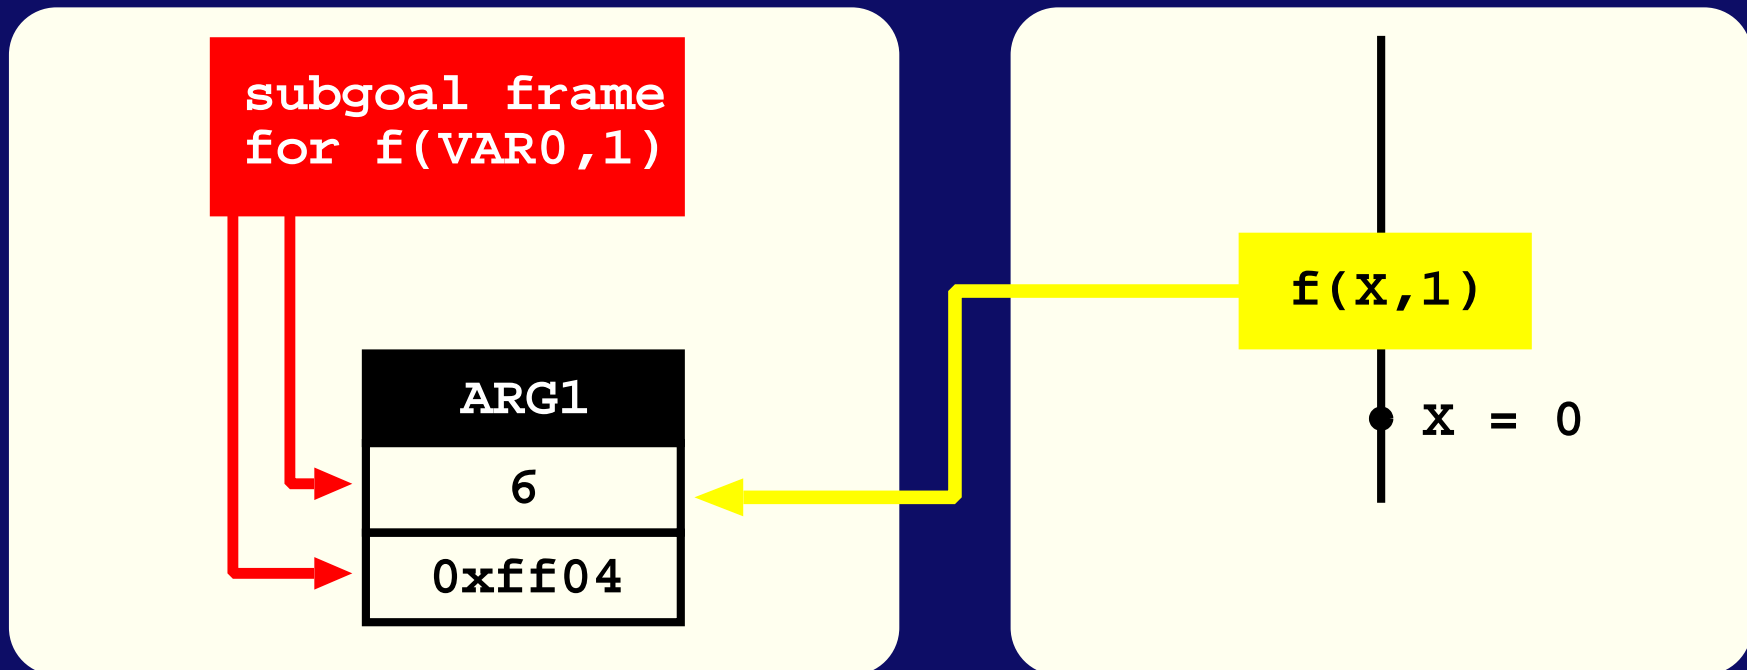 subgoal frame
for f(VAR0,1)
ARG1
6
0xff04
f(X,1)
X = 0